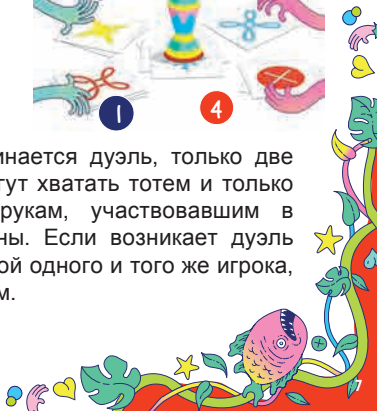 1
4
инается дуэль, только две
гут хватать тотем и только
рукам, участвовавшим в
ны. Если возникает дуэль
ой одного и того же игрока,
м.
7